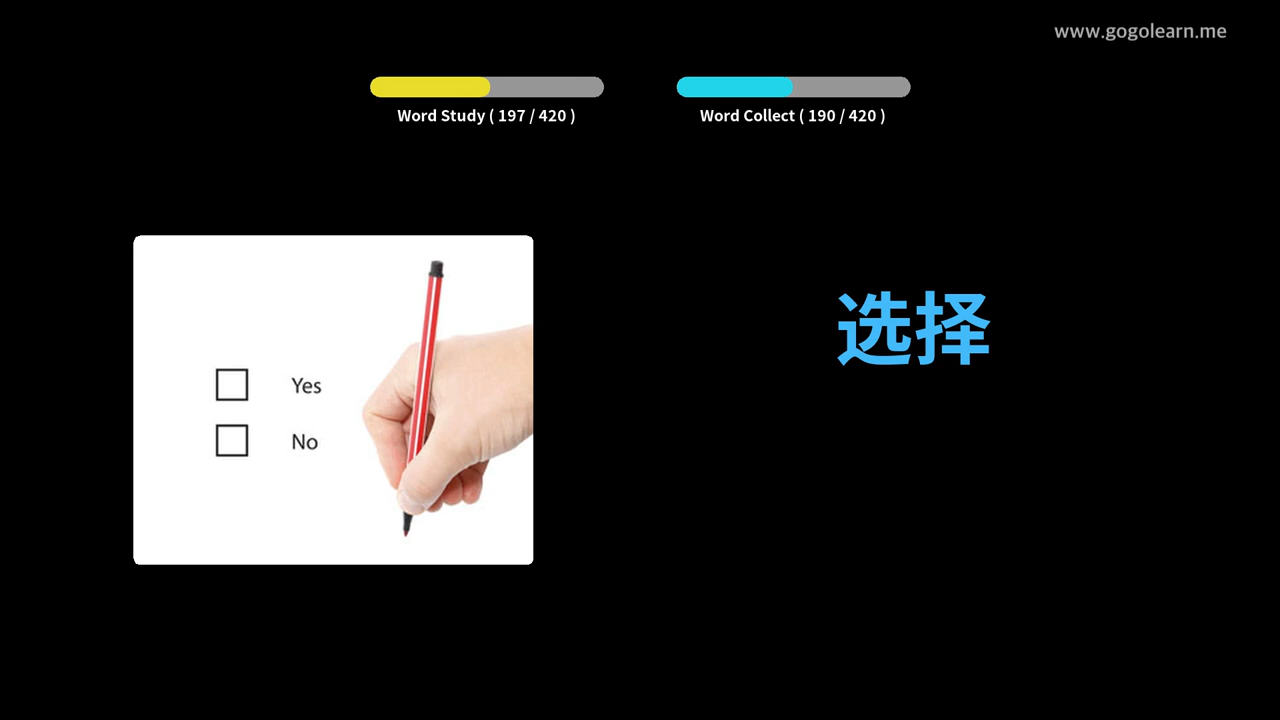 www.gogolearn.me
Word Study ( 197 / 420 )
Word Collect ( 190 / 420 )
选择
Yes
No